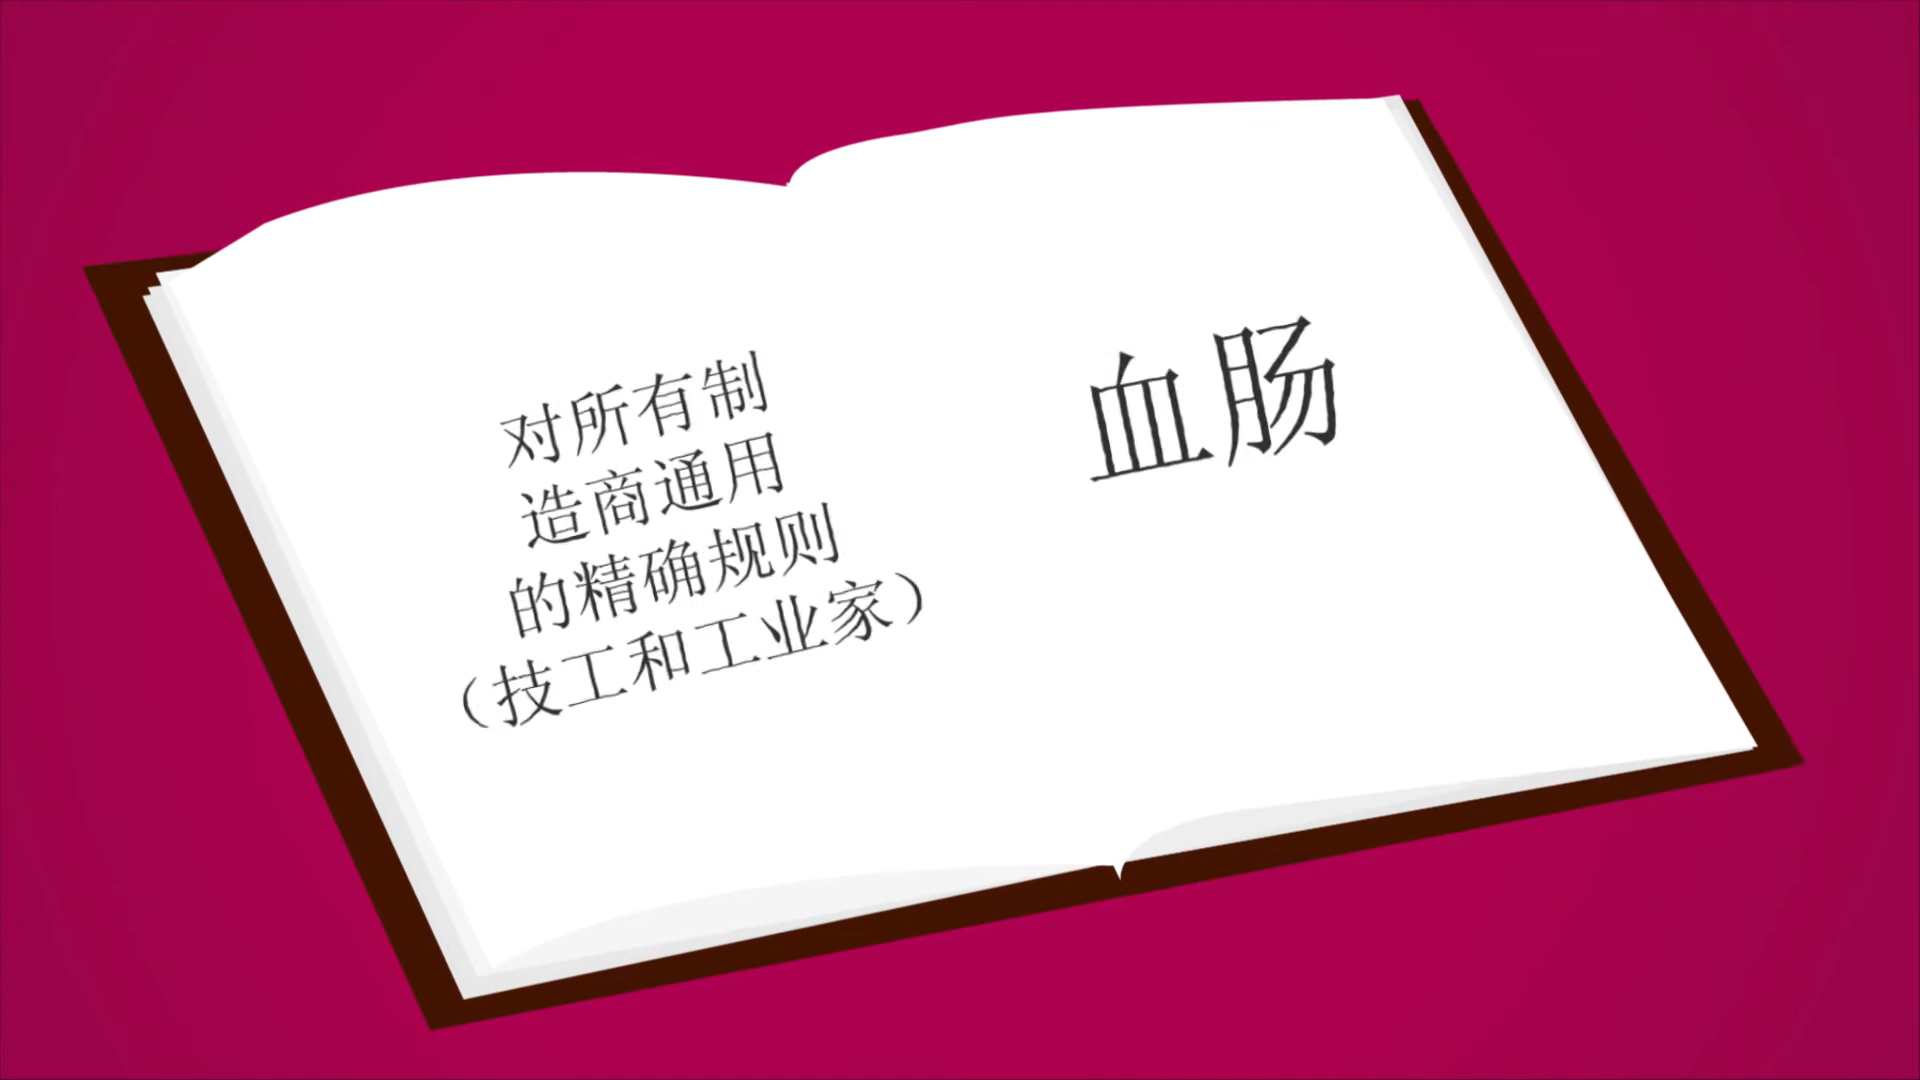 对所有制
造商通用
的精确规则
（技工和工业家）
血肠